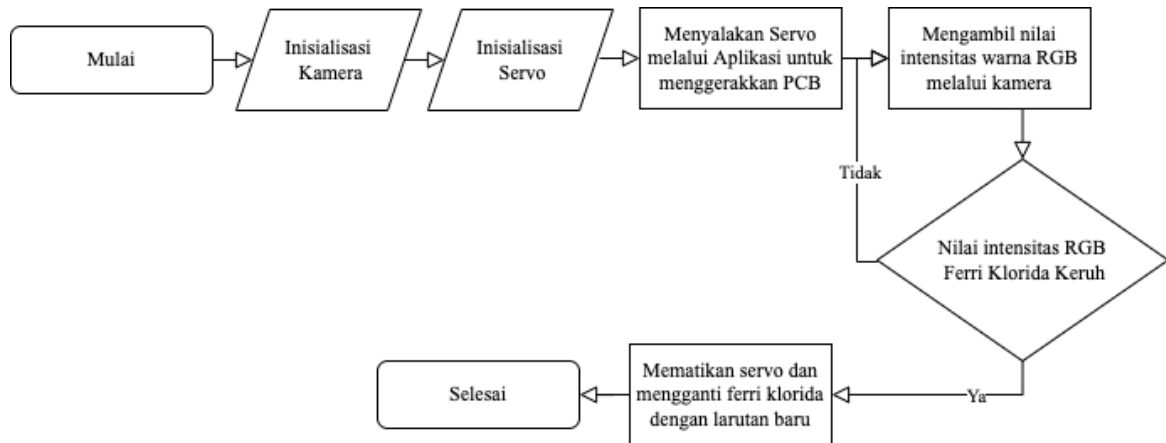 Mulai
Inisialisasi
Kamera
Inisialisasi
Servo
Menyalakan Servo
melalui Aplikasi untuk
menggerakkan PCB
Mengambil nilai
intensitas warna RGB
melalui kamera
Tidak
Nilai intensitas RGB
Ferri Klorida Keruh
Ya
Mematikan servo dan
mengganti ferri klorida
dengan larutan baru
Selesai